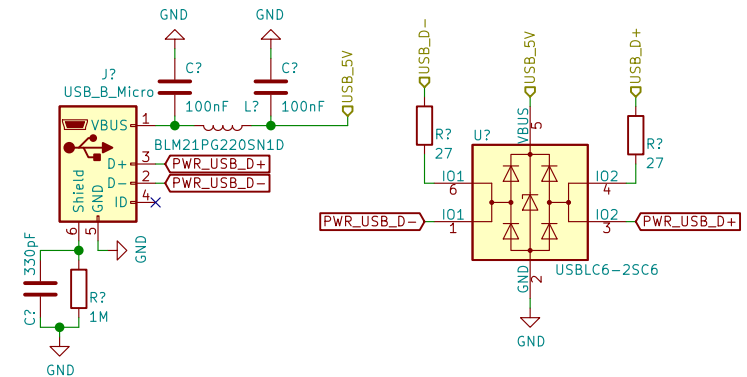 GND
GND
C?
100nF
C?
100nF
J?
USB_B_Micro
L?
BLM21PG220SN1D
USB_5V
VBUS
1
D+
3
PWR_USB_D+
D-
2
PWR_USB_D-
ID
4
Shield
GND
6
5
GND
330pF
C?
R?
1M
GND
USB_D-
USB_5V
USB_D+
R?
27
U?
VBUS
5
R?
27
IO1
6
IO2
4
PWR_USB_D-
IO1
1
IO2
3
PWR_USB_D+
GND
2
USBLC6-2SC6
GND